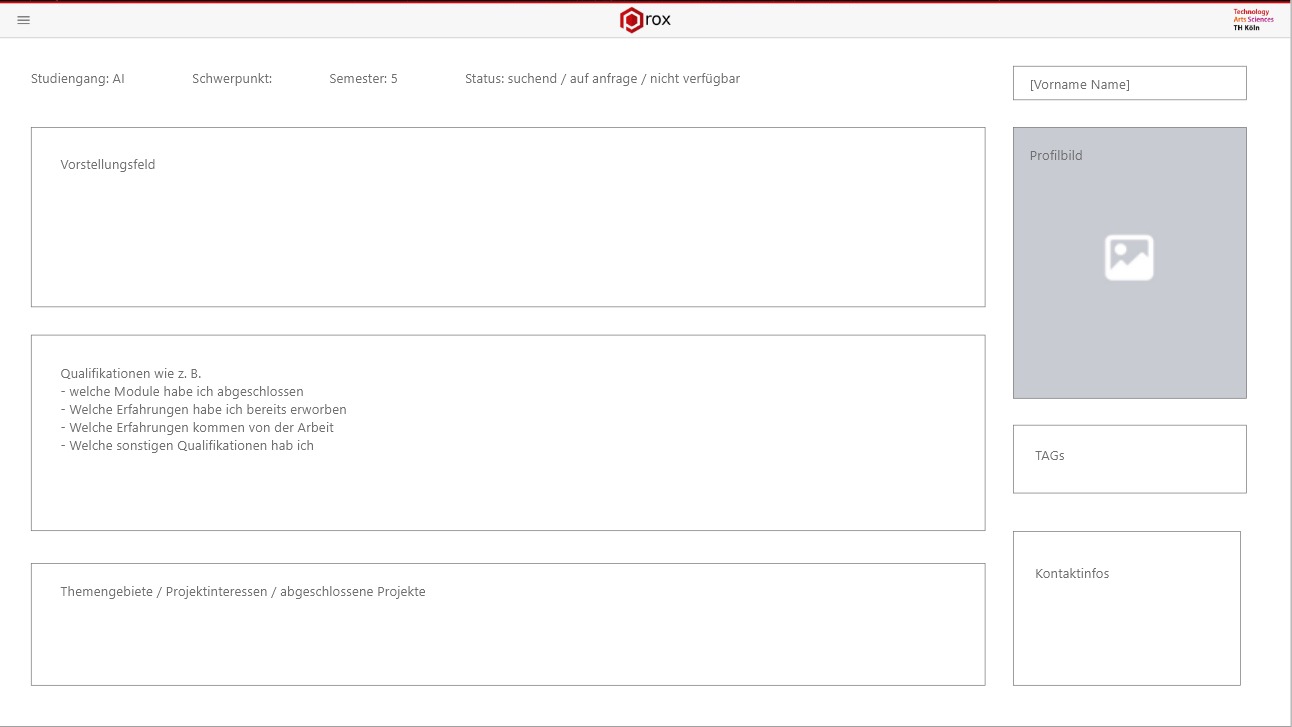 rox
Technology
Arts Sciences
TH Köln
Studiengang: AI
Schwerpunkt:
Semester: 5
Status: suchend / auf anfrage / nicht verfügbar
[Vorname Name]
Vorstellungsfeld
Profilbild
Qualifikationen wie z. B.
- welche Module habe ich abgeschlossen
- Welche Erfahrungen habe ich bereits erworben
- Welche Erfahrungen kommen von der Arbeit
- Welche sonstigen Qualifikationen hab ich
TAGs
Themengebiete / Projektinteressen / abgeschlossene Projekte
Kontaktinfos